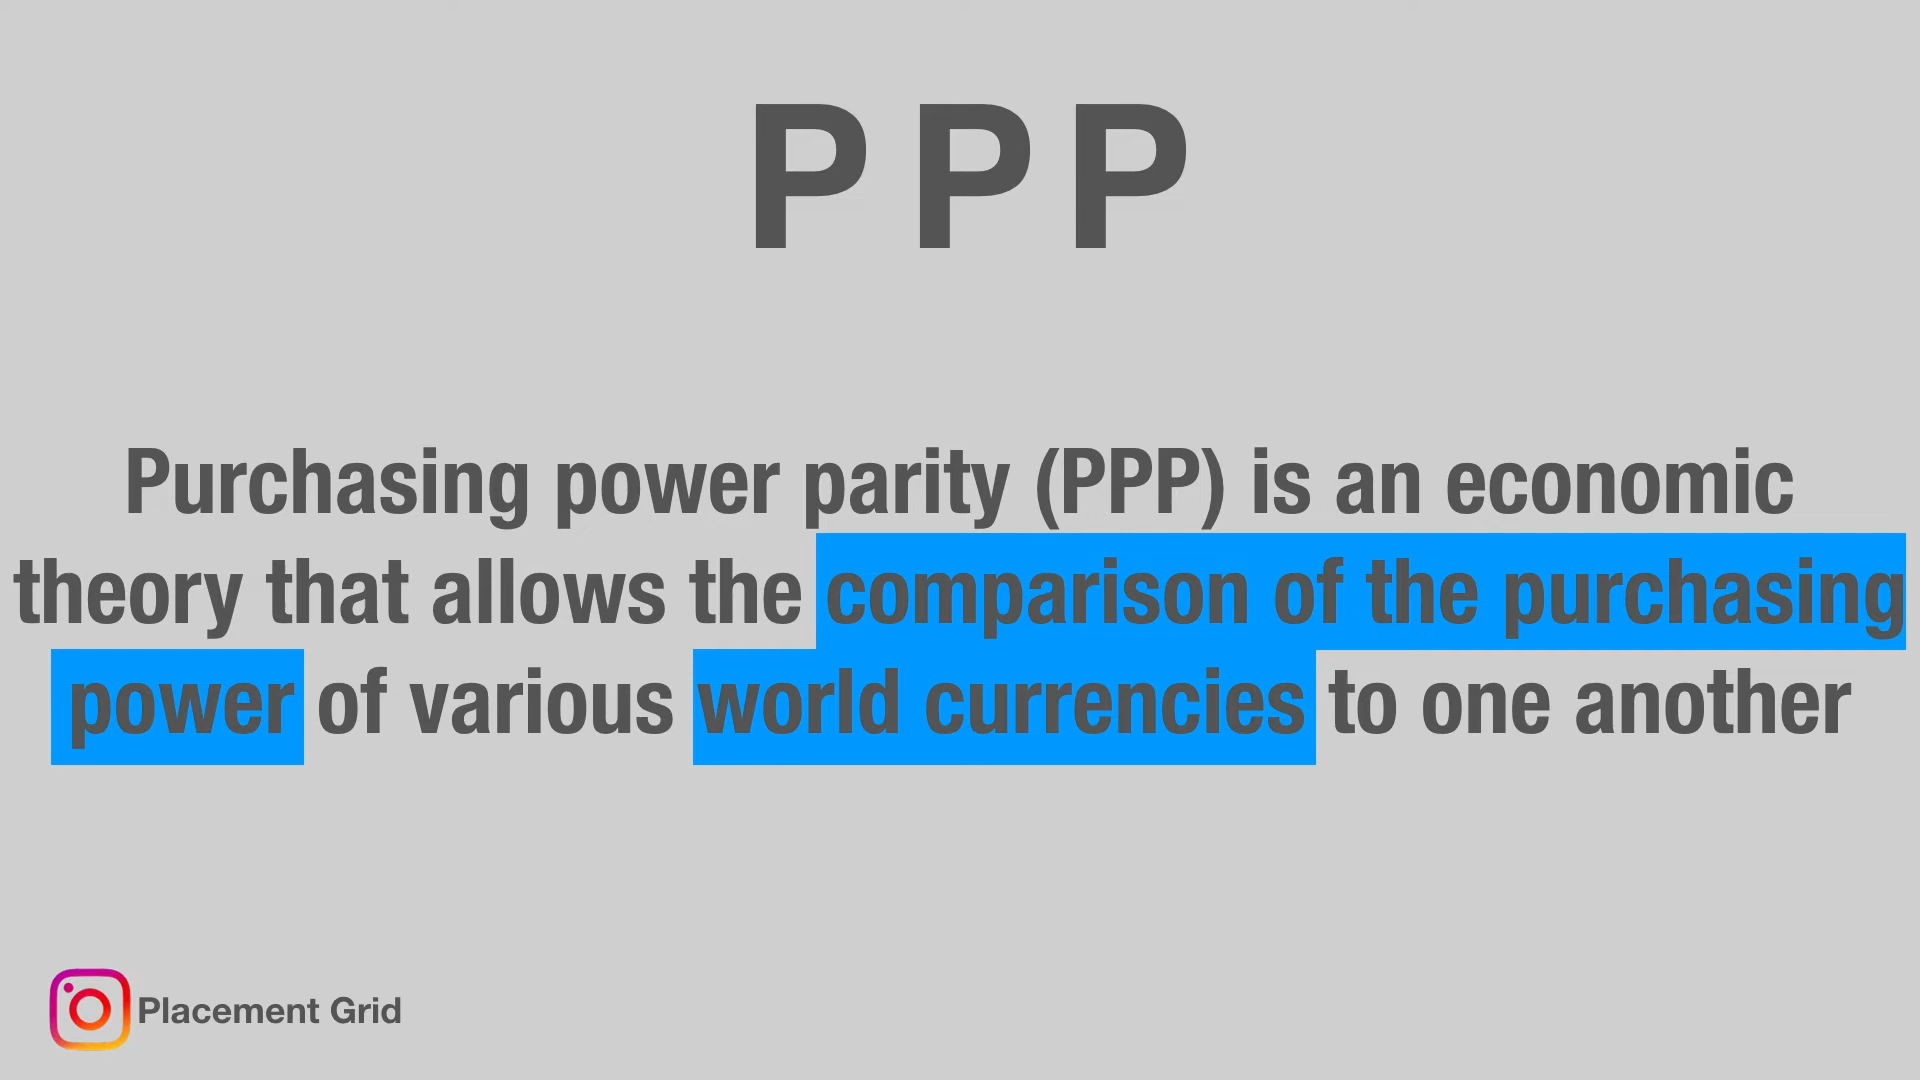 P P P
Purchasing power parity (PPP) is an economic
theory that allows the comparison of the purchasing
power of various world currencies to one another
Placement Grid